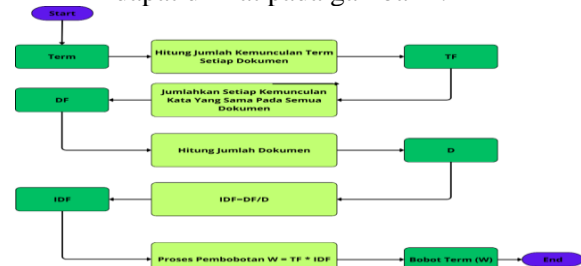 Start
Term
Hitung Jumlah Kemunculan Term
Setiap Dokumen
TF
DF
Jumlahkan Setiap Kemunculan
Kata Yang Sama Pada Semua
Dokumen
Hitung Jumlah Dokumen
D
IDF
IDF=DF/D
Proses Pembobotan W = TF * IDF
Bobot Term (W)
End